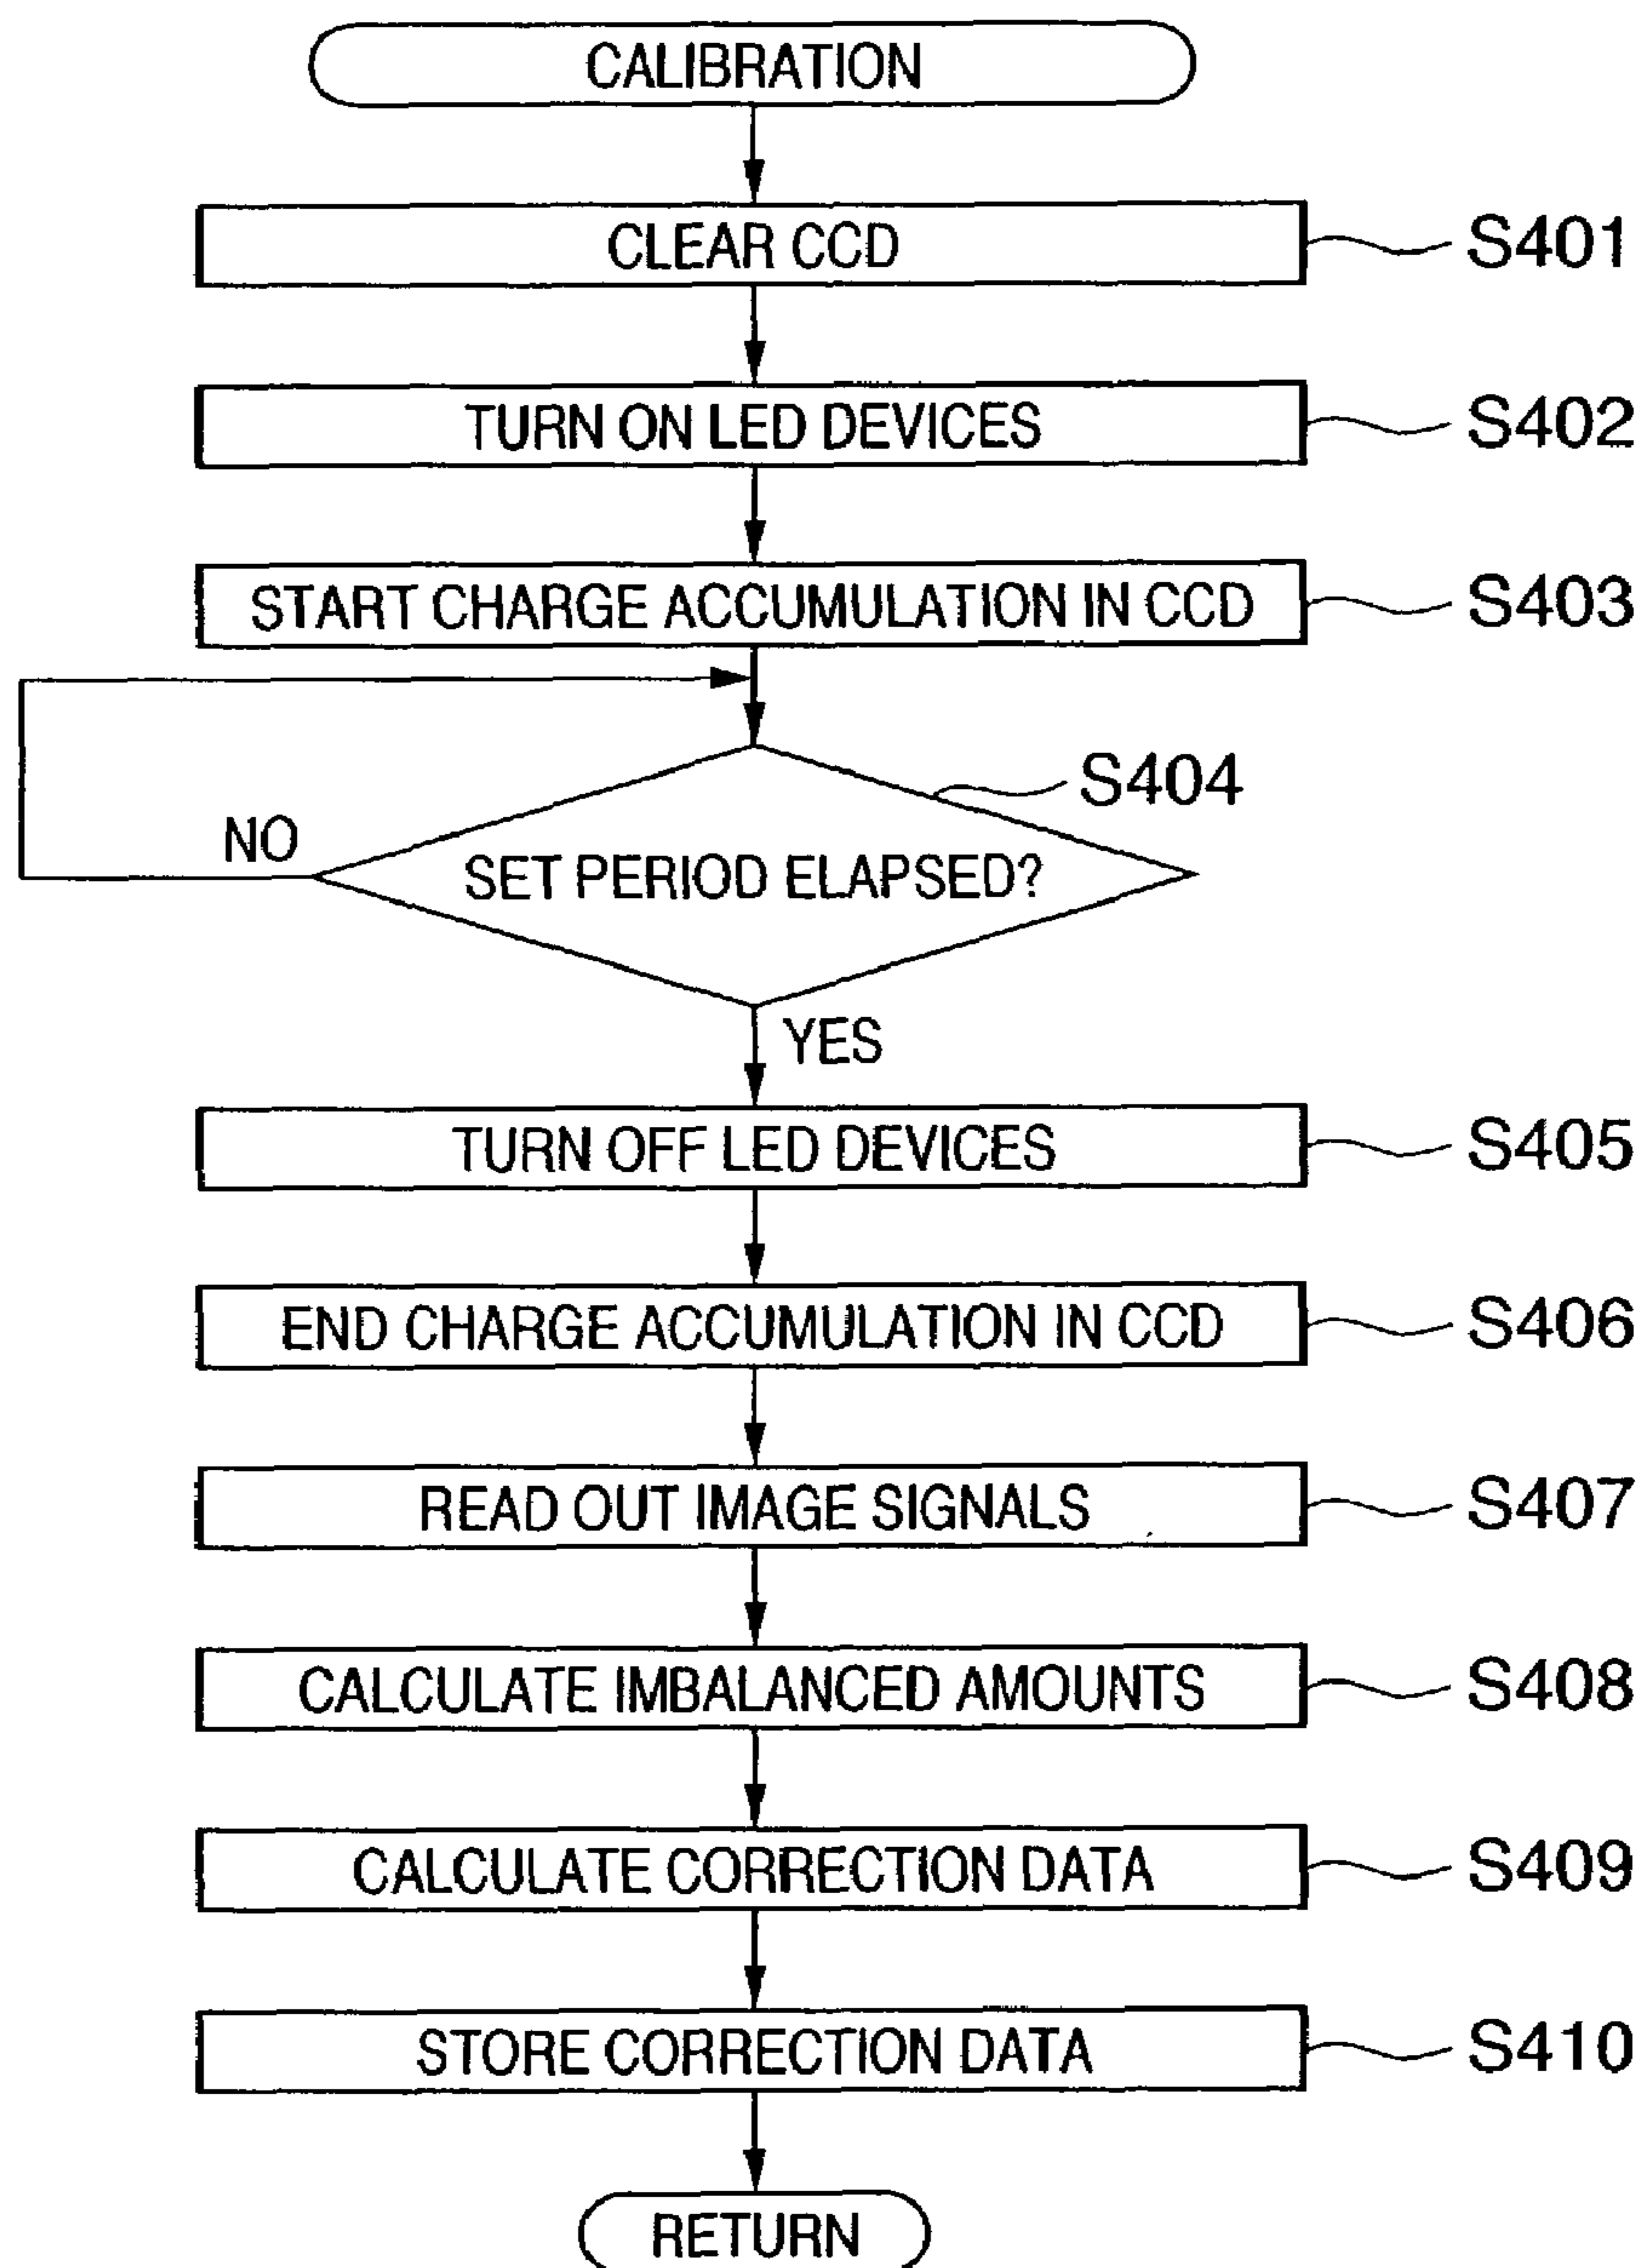 CALIBRATION
CLEAR CCD
S401
TURN ON LED DEVICES
S402
START CHARGE ACCUMULATION IN CCD
S403
S404
NO
SET PERIOD ELAPSED?
YES
TURN OFF LED DEVICES
S405
END CHARGE ACCUMULATION IN CCD
S406
READ OUT IMAGE SIGNALS
S407
CALCULATE IMBALANCED AMOUNTS
S408
CALCULATE CORRECTION DATA
S409
STORE CORRECTION DATA
S410
RETURN